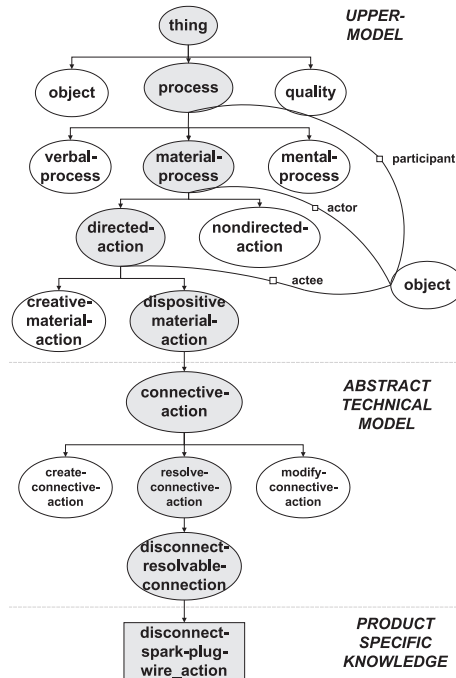 thing
UPPER-
MODEL
object
process
quality
verbal-
process
material-
process
mental-
process
participant
actor
directed-
action
nondirected-
action
actee
object
creative-
material-
action
dispositive
material-
action
connective-
action
ABSTRACT
TECHNICAL
MODEL
create-
connective-
action
resolve-
connective-
action
modify-
connective-
action
disconnect-
resolvable-
connection
disconnect-
spark-plug-
wire_action
PRODUCT
SPECIFIC
KNOWLEDGE